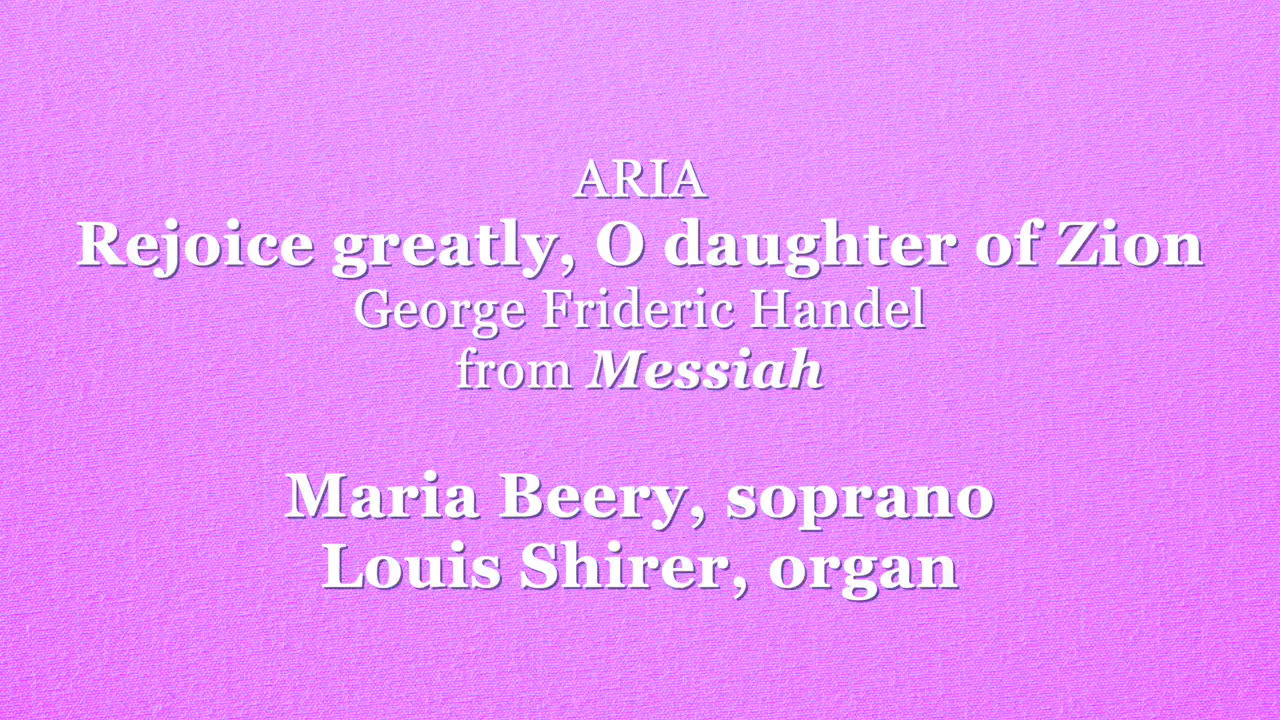 ARIA
Rejoice greatly, O daughter of Zion
George Frideric Handel
from Messiah
Maria Beery, soprano
Louis Shirer, organ